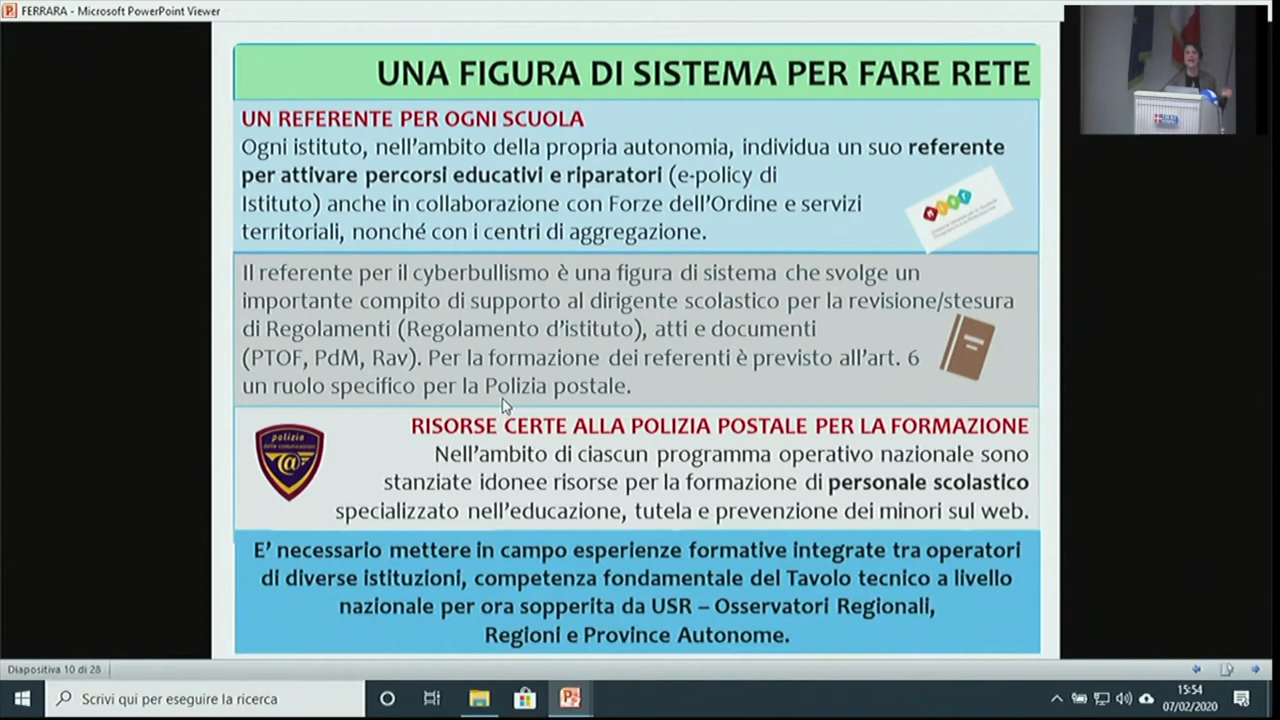 FERRARA - Microsoft PowerPoint Viewer
UNA FIGURA DI SISTEMA PER FARE RETE
UN REFERENTE PER OGNI SCUOLA
Ogni istituto, nell'ambito della propria autonomia, individua un suo referente
per attivare percorsi educativi e riparatori (e-policy di
Istituto) anche in collaborazione con Forze dell'Ordine e servizi
territoriali, nonché con i centri di aggregazione.
Il referente per il cyberbullismo è una figura di sistema che svolge un
importante compito di supporto al dirigente scolastico per la revisione/stesura
di Regolamenti (Regolamento d'istituto), atti e documenti
(PTOF, PdM, Rav). Per la formazione dei referenti è previsto all'art. 6
un ruolo specifico per la Polizia postale.
polizia
delle comunicazioni
@
RISORSE CERTE ALLA POLIZIA POSTALE PER LA FORMAZIONE
Nell'ambito di ciascun programma operativo nazionale sono
stanziate idonee risorse per la formazione di personale scolastico
specializzato nell'educazione, tutela e prevenzione dei minori sul web.
E' necessario mettere in campo esperienze formative integrate tra operatori
di diverse istituzioni, competenza fondamentale del Tavolo tecnico a livello
nazionale per ora sopperita da USR – Osservatori Regionali,
Regioni e Province Autonome.
Diapositiva 10 di 28
Scrivi qui per eseguire la ricerca
15:54
07/02/2020